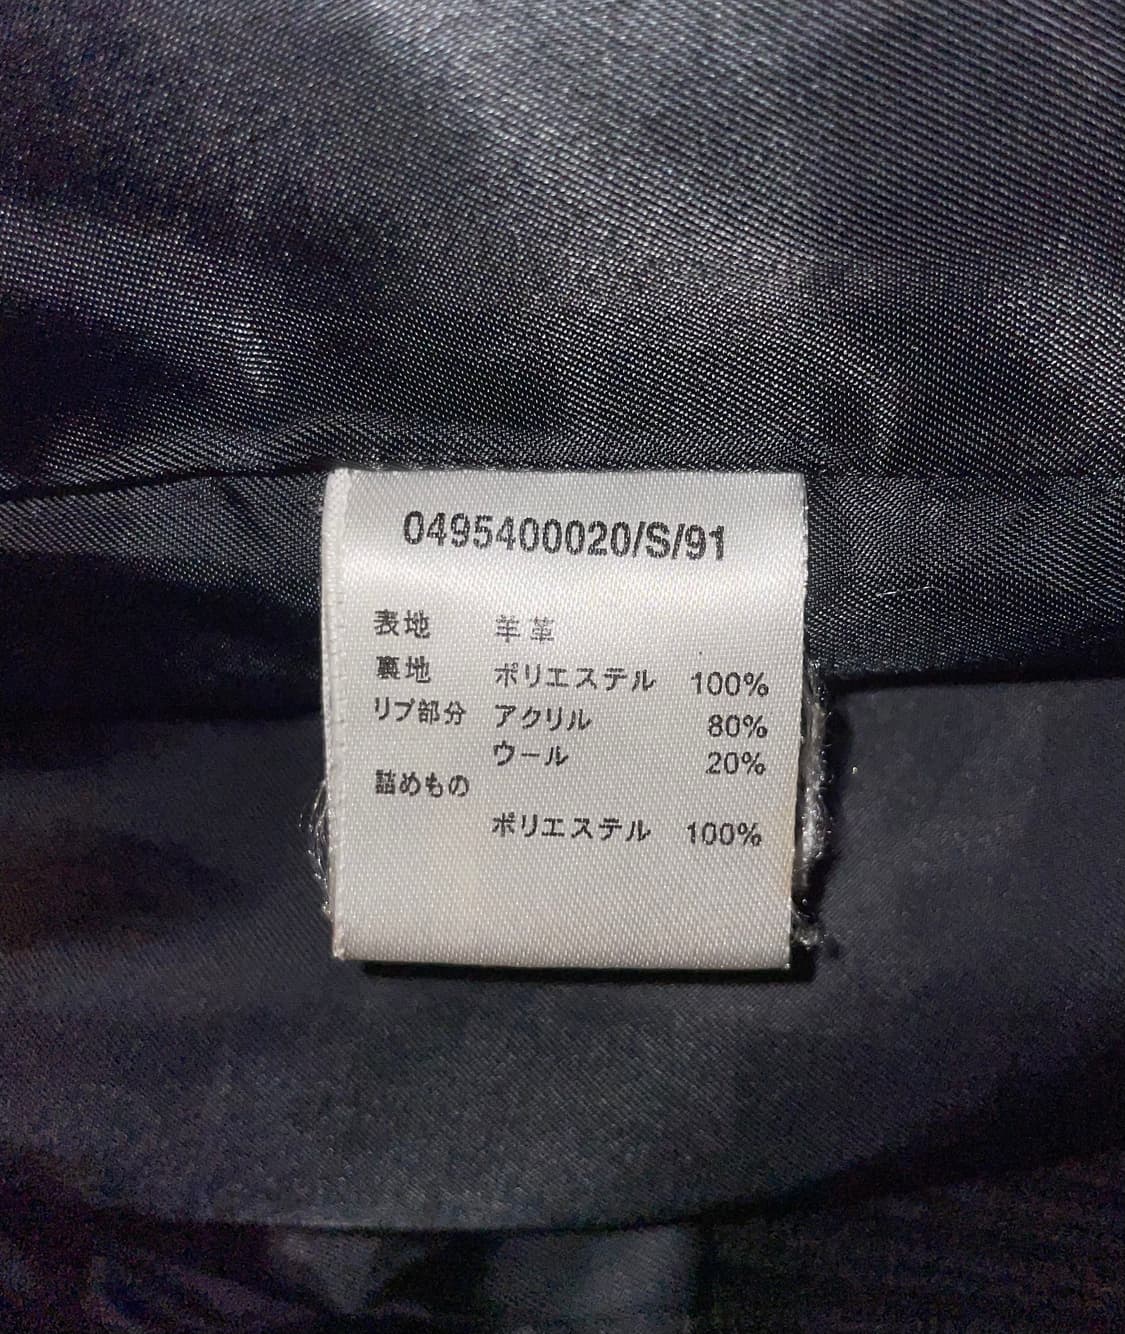 0495400020/S/91
表地 羊革
裏地 ポリエステル 100%
リブ部分 アクリル 80%
ウール 20%
詰めもの
ポリエステル 100%